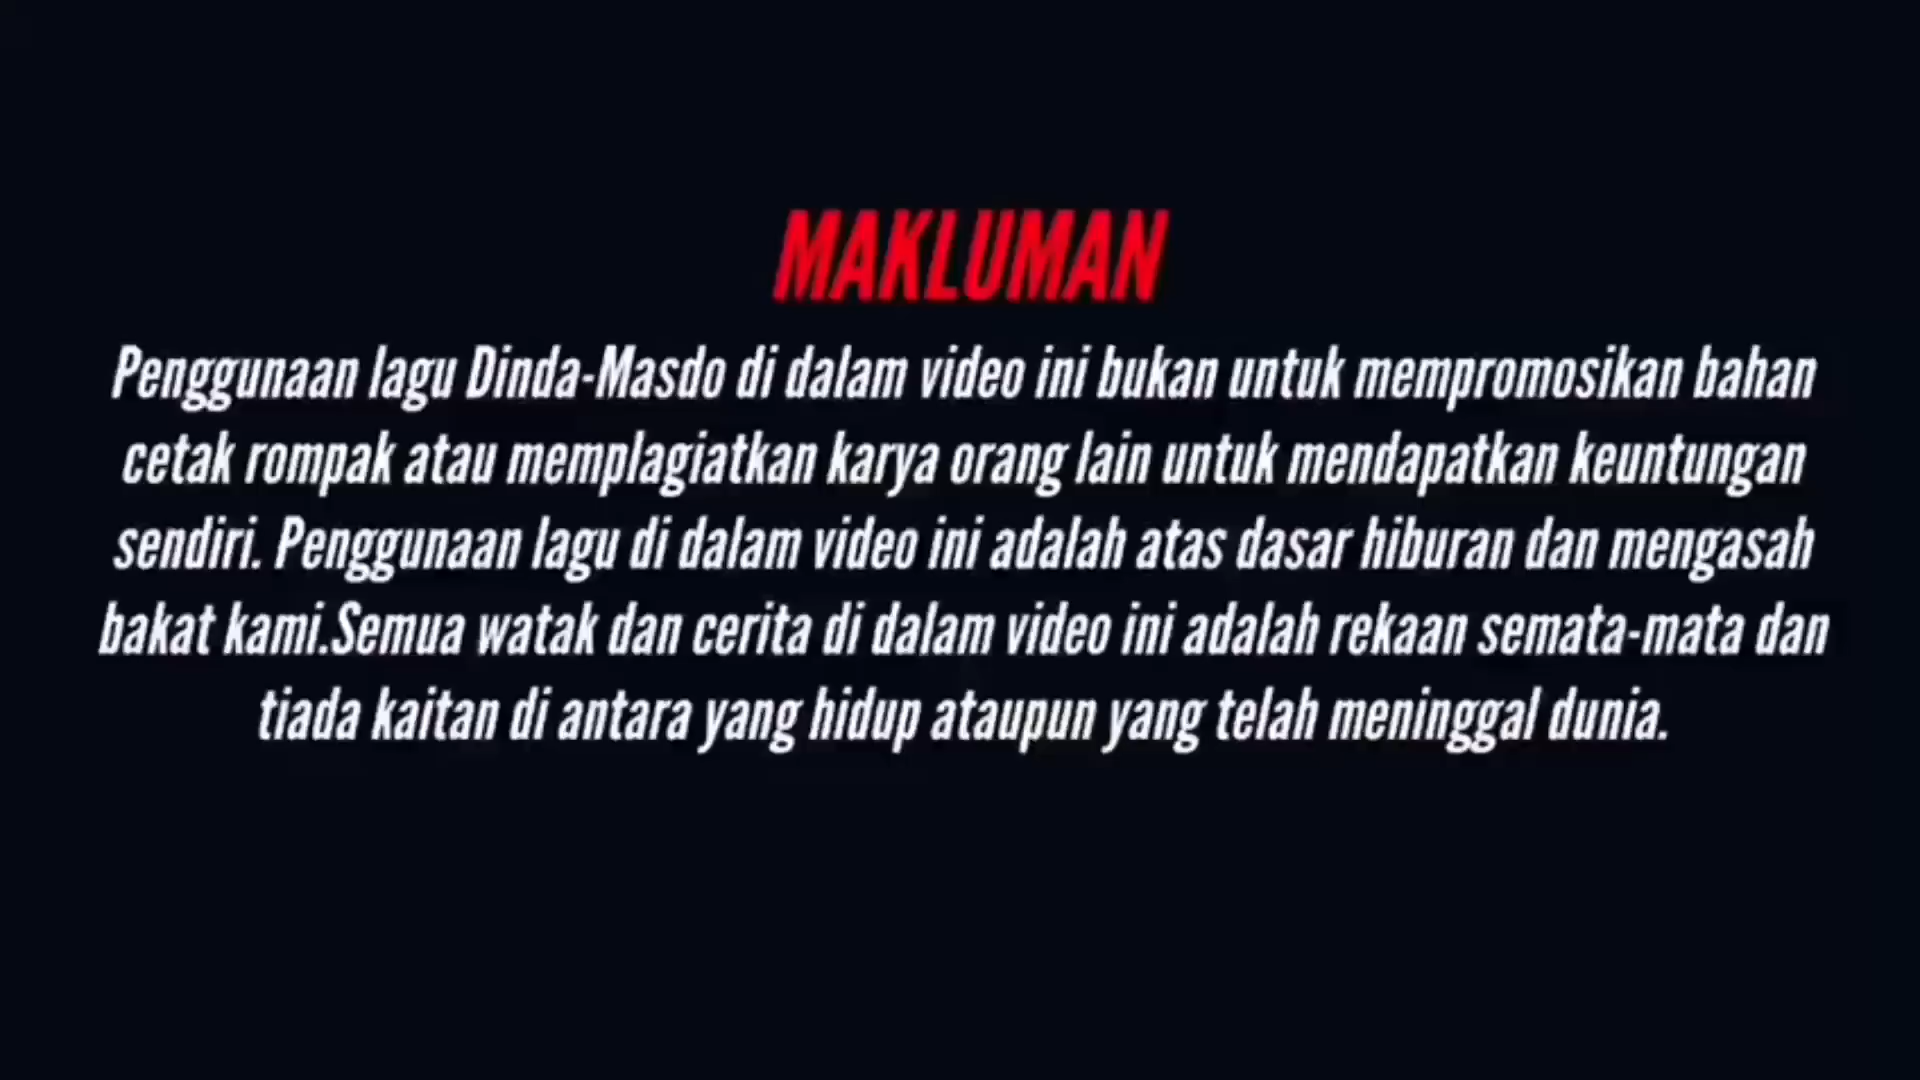 MAKLUMAN
Penggunaan lagu Dinda-Masdo di dalam video ini bukan untuk mempromosikan bahan
cetak rompak atau memplagiatkan karya orang lain untuk mendapatkan keuntungan
sendiri. Penggunaan lagu di dalam video ini adalah atas dasar hiburan dan mengasah
bakat kami.Semua watak dan cerita di dalam video ini adalah rekaan semata-mata dan
tiada kaitan di antara yang hidup ataupun yang telah meninggal dunia.